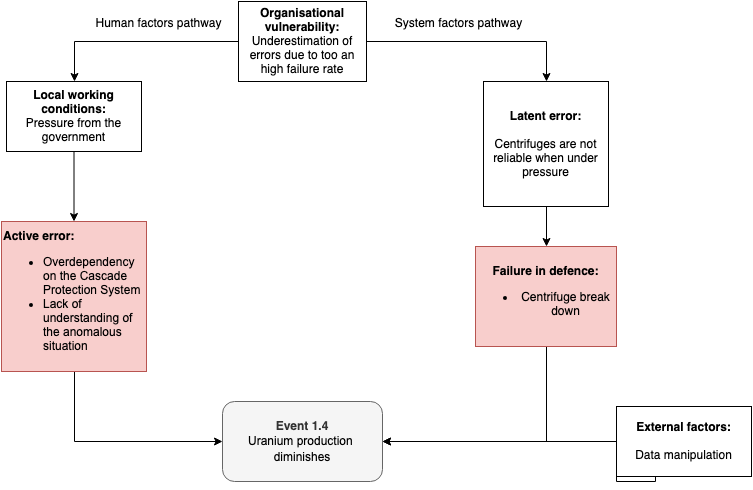 Human factors pathway
Organisational
vulnerability:
Underestimation of
errors due to too an
high failure rate
System factors pathway
Local working
conditions:
Pressure from the
government
Latent error:
Centrifuges are not
reliable when under
pressure
Active error:
• Overdependency
on the Cascade
Protection System
• Lack of
understanding of
the anomalous
situation
Failure in defence:
• Centrifuge break
down
Event 1.4
Uranium production
diminishes
External factors:
Data manipulation